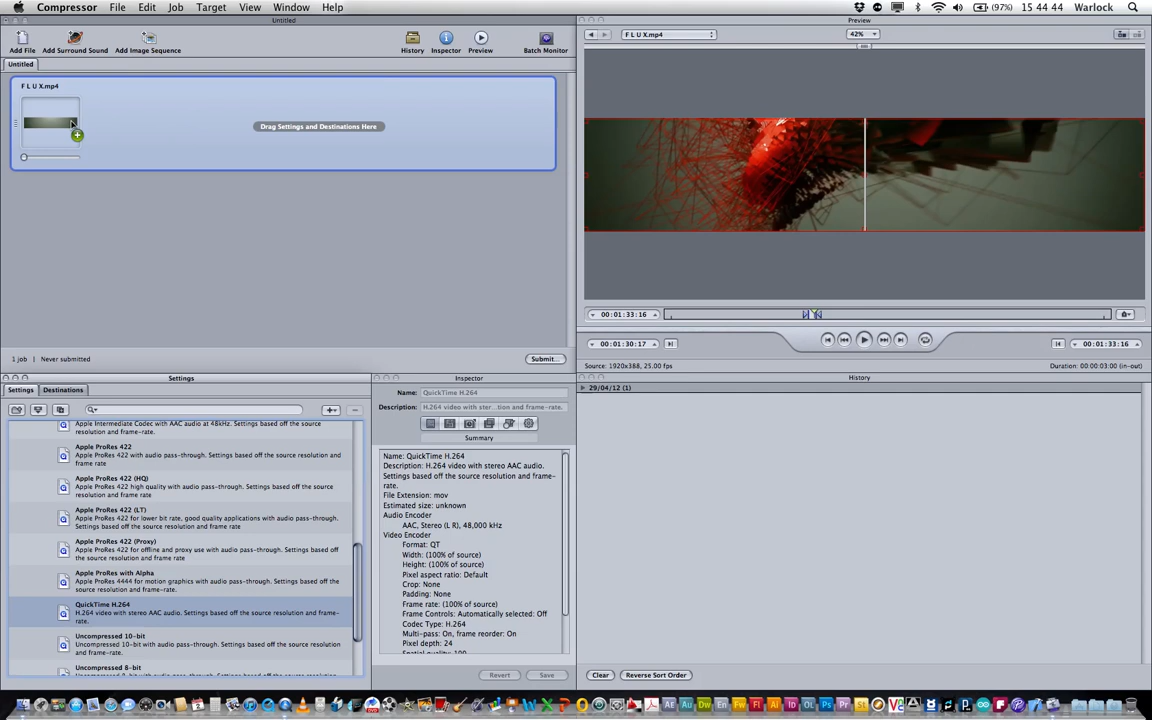 Compressor File Edit Job Target View Window Help
(97%) 15 44 44 Warlock
Untitled
Preview
Add File Add Surround Sound Add Image Sequence
History Inspector Preview Batch Monitor
F L U X.mp4
42%
Untitled
F L U X.mp4
Drag Settings and Destinations Here
00:01:33:16
00:01:30:17
00:01:33:16
1 job Never submitted
Submit...
Source: 1920x388, 25.00 fps
Duration: 00:00:03:00 (in-out)
Settings
Settings Destinations
Apple Intermediate Codec with AAC audio at 48kHz. Settings based off the source
resolution and frame-rate.
Apple ProRes 422
Apple ProRes 422 with audio pass-through. Settings based off the source resolution and
frame rate
Apple ProRes 422 (HQ)
Apple ProRes 422 high quality with audio pass-through. Settings based off the source
resolution and frame rate
Apple ProRes 422 (LT)
Apple ProRes 422 for lower bit rate, good quality applications with audio pass-through.
Settings based off the source resolution and frame rate
Apple ProRes 422 (Proxy)
Apple ProRes 422 for offline and proxy use with audio pass-through. Settings based off the
source resolution and frame rate
Apple ProRes with Alpha
Apple ProRes 4444 for motion graphics with audio pass-through. Settings based off the
source resolution and frame-rate.
QuickTime H.264
H.264 video with stereo AAC audio. Settings based off the source resolution and frame-
rate.
Uncompressed 10-bit
Uncompressed 10-bit video with audio pass-through. Settings based off the source
resolution and frame-rate.
Uncompressed 8-bit
Inspector
Name: QuickTime H.264
Description: H.264 video with ster...tion and frame-rate.
Summary
Name: QuickTime H.264
Description: H.264 video with stereo AAC audio.
Settings based off the source resolution and frame-
rate.
File Extension: mov
Estimated size: unknown
Audio Encoder
AAC, Stereo (L R), 48,000 kHz
Video Encoder
Format: QT
Width: (100% of source)
Height: (100% of source)
Pixel aspect ratio: Default
Crop: None
Padding: None
Frame rate: (100% of source)
Frame Controls: Automatically selected: Off
Codec Type: H.264
Multi-pass: On, frame reorder: On
Pixel depth: 24
Spatial quality: 100
Revert Save
History
29/04/12 (1)
Clear Reverse Sort Order